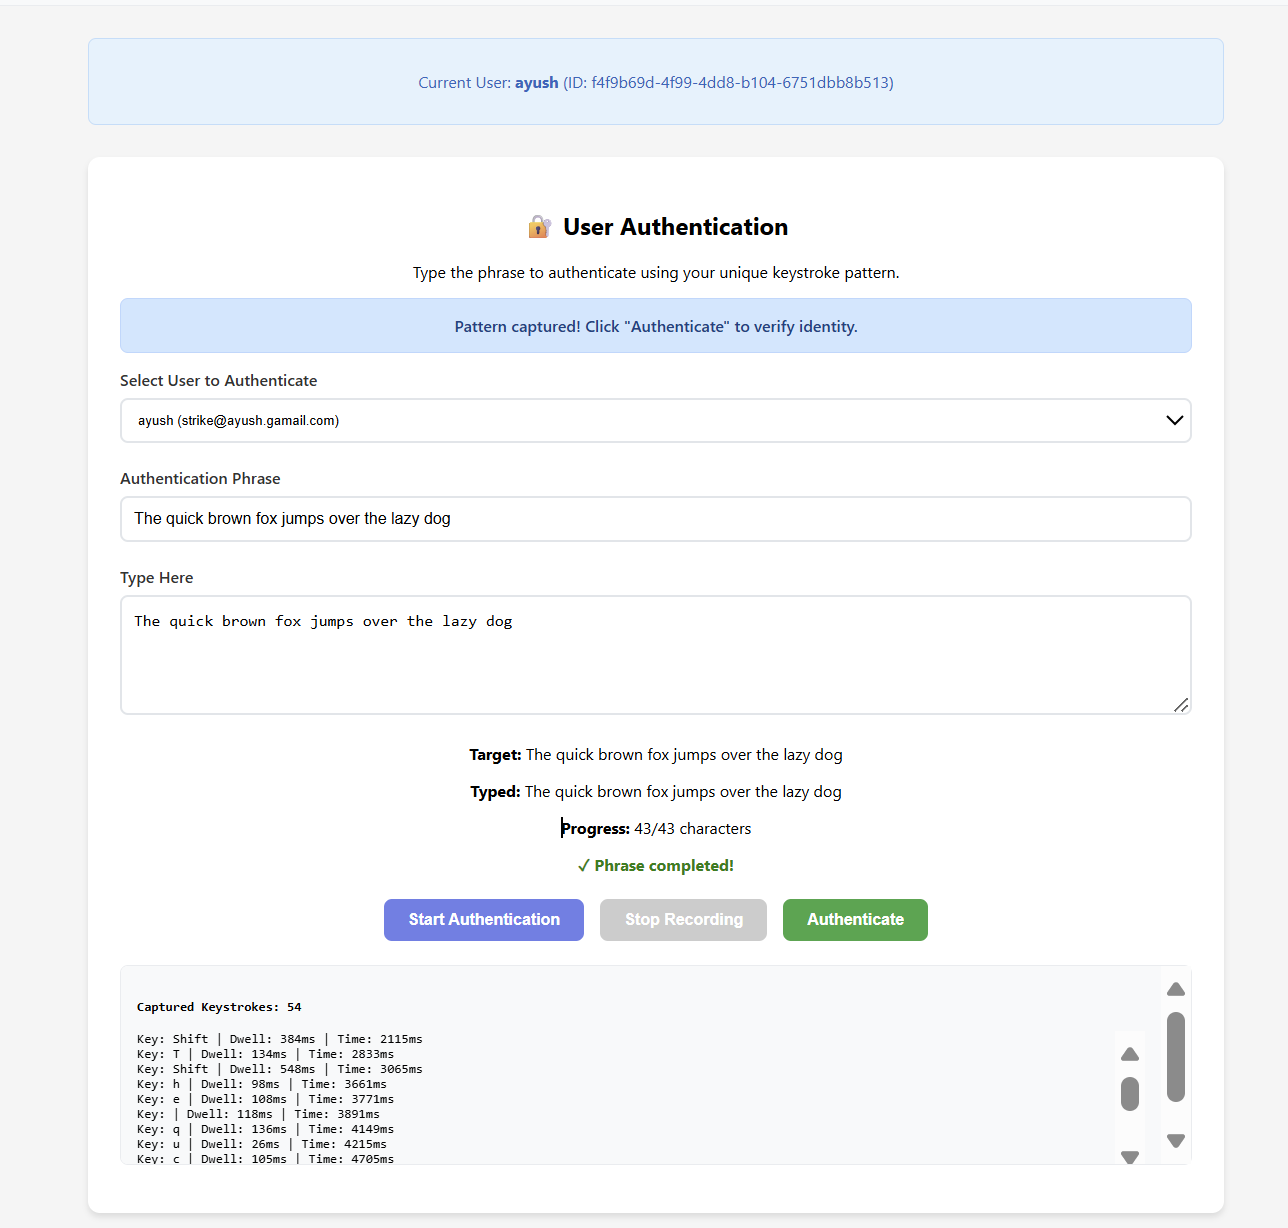 Current User: ayush (ID: f4f9b69d-4f99-4dd8-b104-6751dbb8b513)
User Authentication
Type the phrase to authenticate using your unique keystroke pattern.
Pattern captured! Click "Authenticate" to verify identity.
Select User to Authenticate
ayush (strike@ayush.gamail.com)
Authentication Phrase
The quick brown fox jumps over the lazy dog
Type Here
The quick brown fox jumps over the lazy dog
Target: The quick brown fox jumps over the lazy dog
Typed: The quick brown fox jumps over the lazy dog
Progress: 43/43 characters
✓ Phrase completed!
Start Authentication Stop Recording Authenticate
Captured Keystrokes: 54
Key: Shift | Dwell: 384ms | Time: 2115ms
Key: T | Dwell: 134ms | Time: 2833ms
Key: Shift | Dwell: 548ms | Time: 3065ms
Key: h | Dwell: 98ms | Time: 3661ms
Key: e | Dwell: 108ms | Time: 3771ms
Key: | Dwell: 118ms | Time: 3891ms
Key: q | Dwell: 136ms | Time: 4149ms
Key: u | Dwell: 26ms | Time: 4215ms
Key: c | Dwell: 105ms | Time: 4705ms